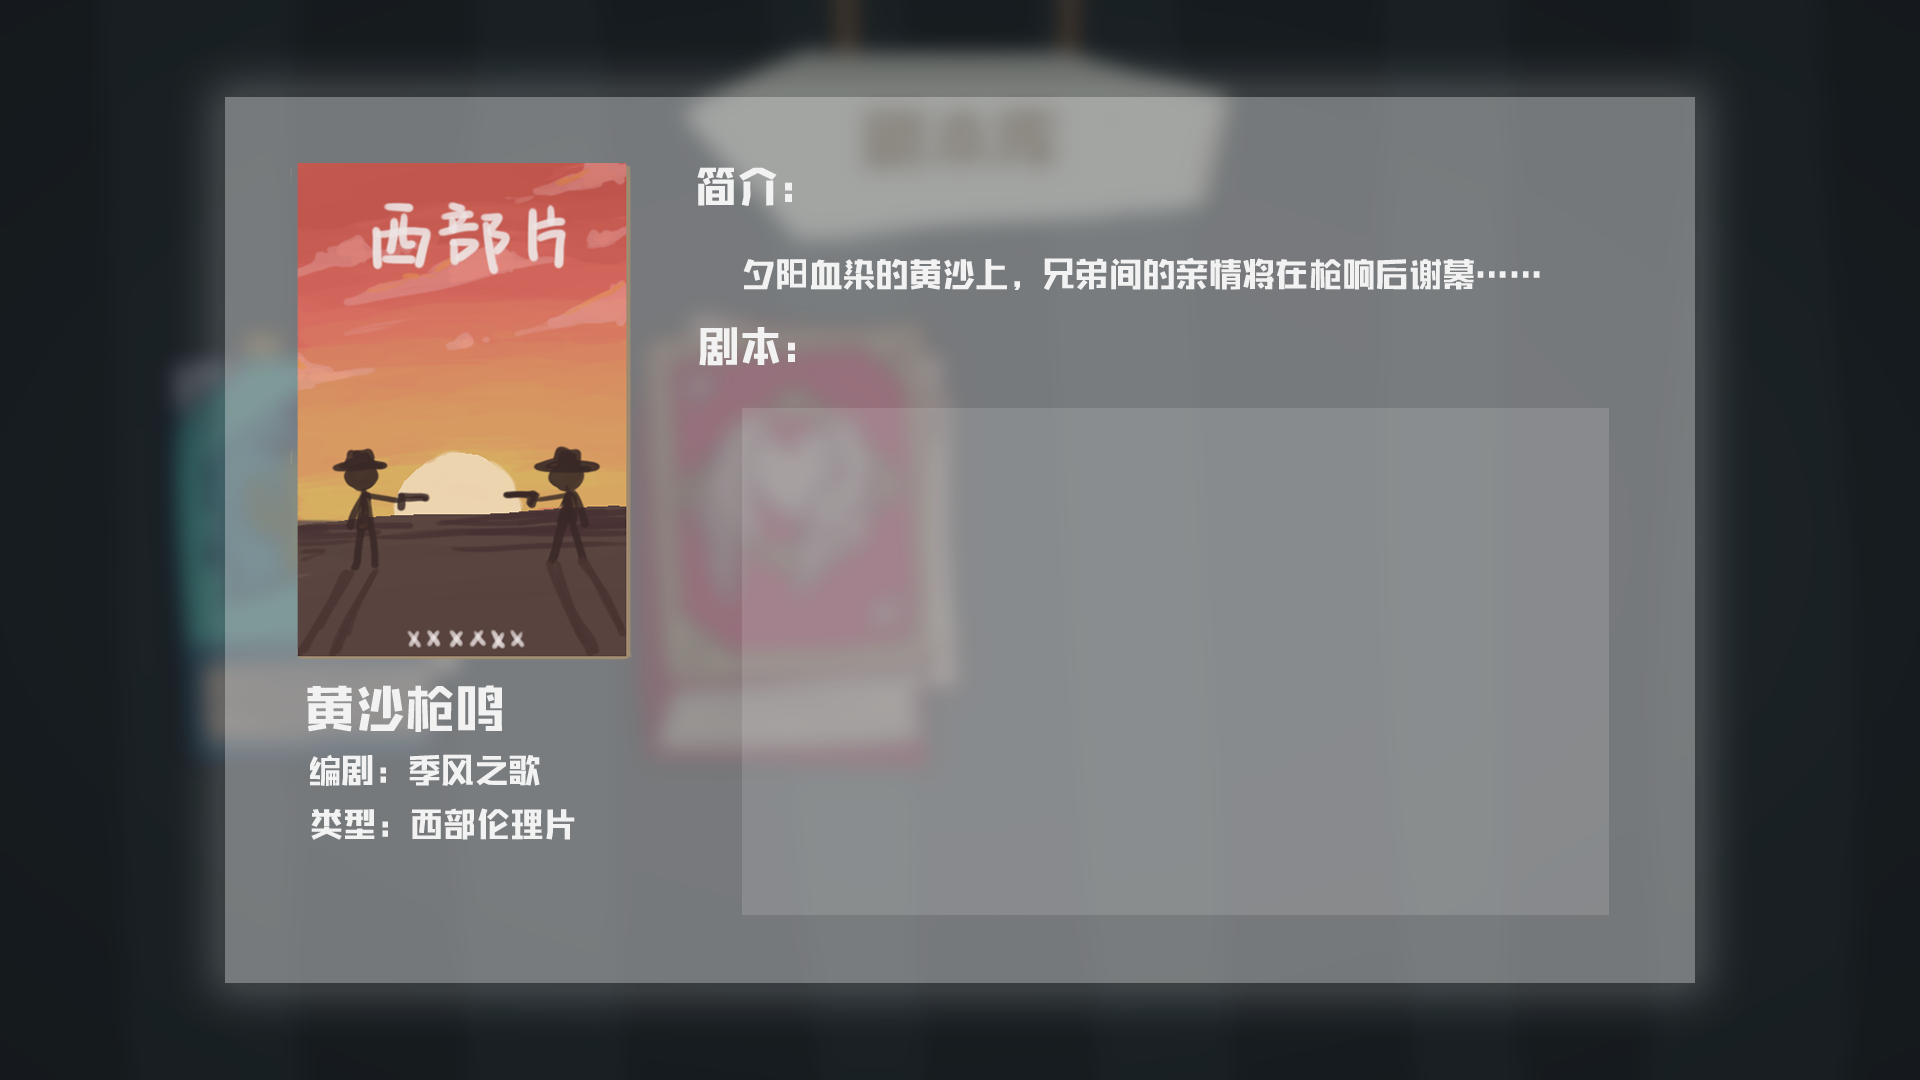 西部片
xxxxxx
黄沙枪鸣
编剧：季风之歌
类型：西部伦理片
简介：
夕阳血染的黄沙上，兄弟间的亲情将在枪响后谢幕……
剧本：